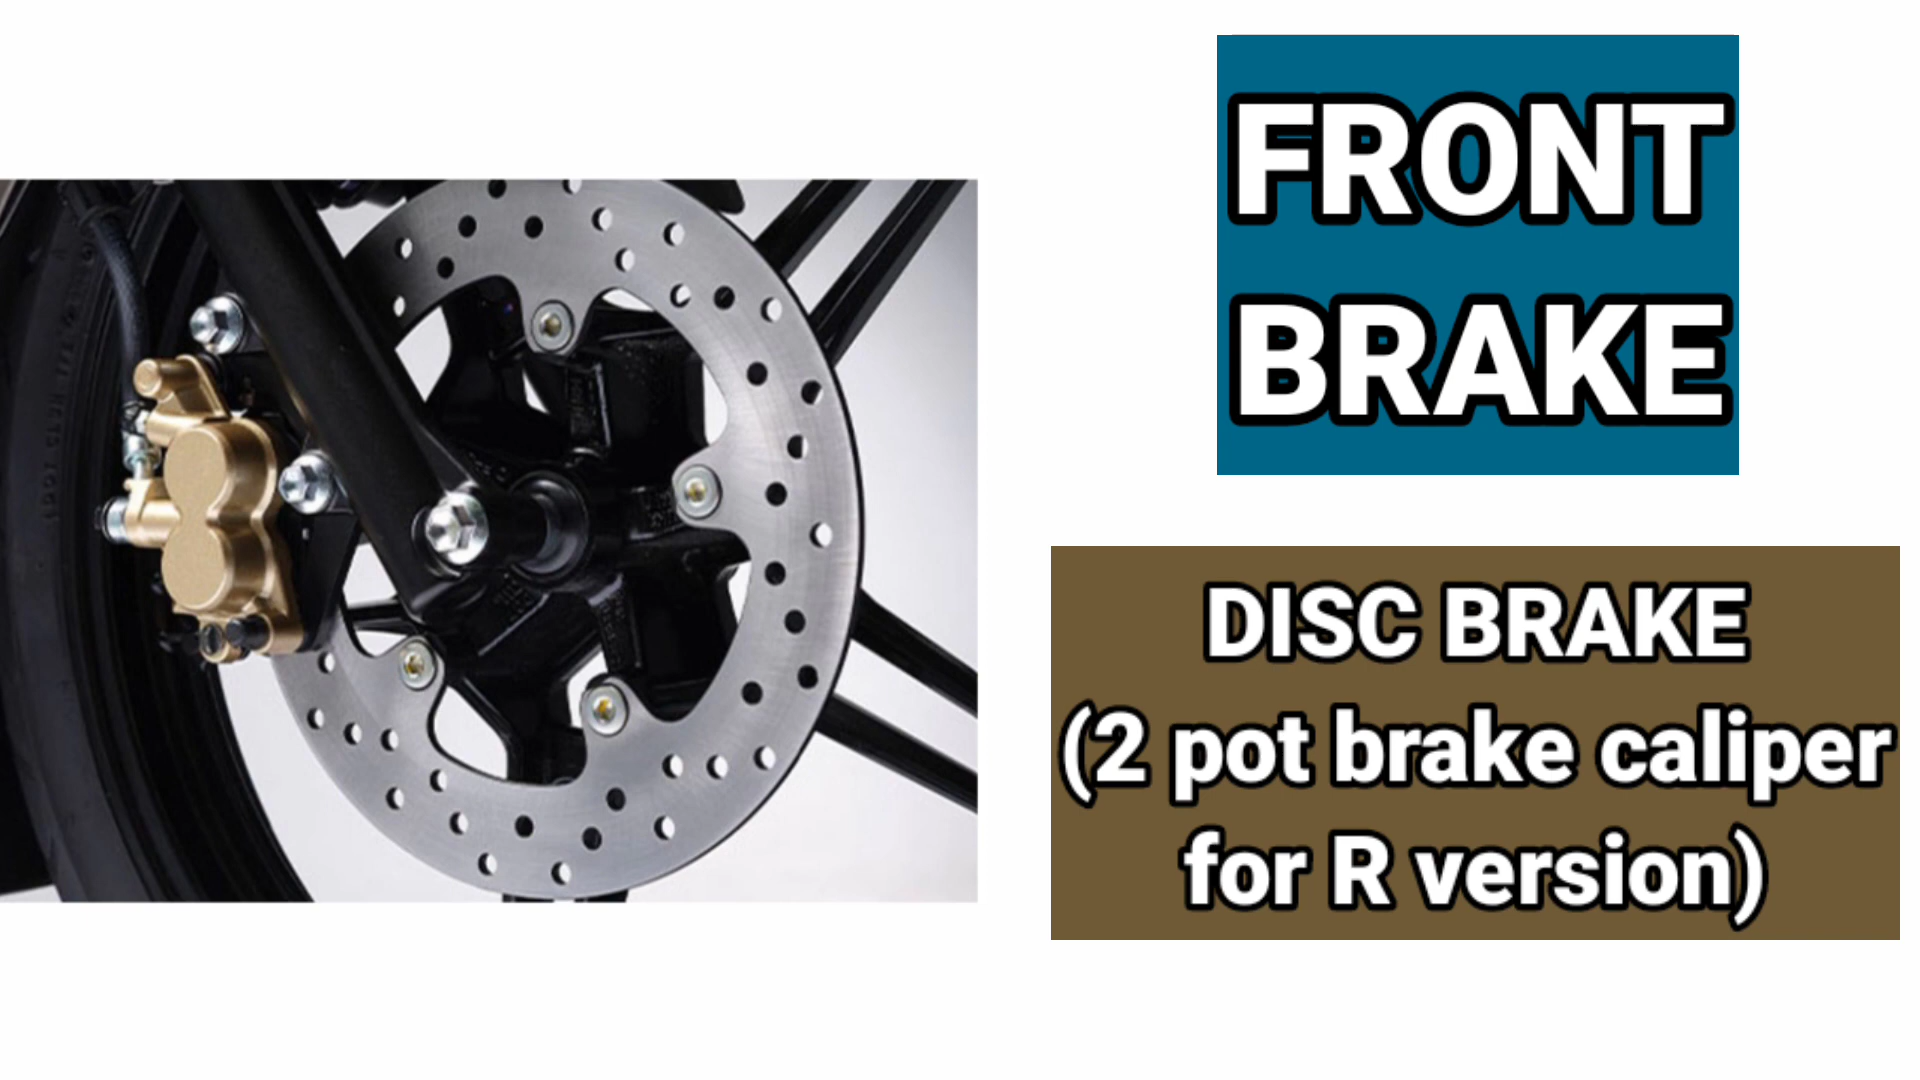 FRONT
BRAKE
DISC BRAKE
(2 pot brake caliper
for R version)